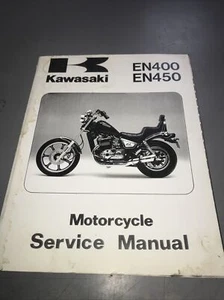 EN400
Kawasaki
EN450
Motorcycle
Service Manual